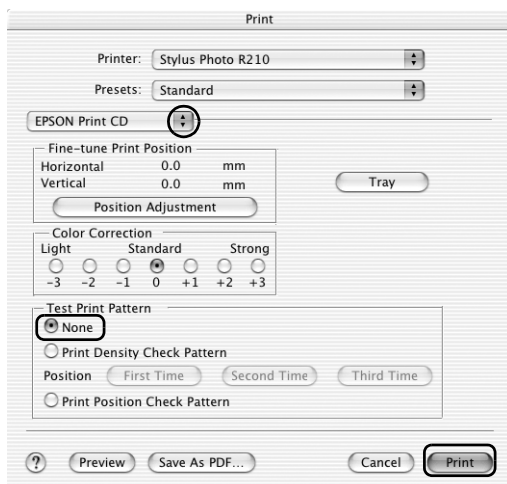 Print
Printer: Stylus Photo R210
Presets: Standard
EPSON Print CD
Fine-tune Print Position
Horizontal 0.0 mm
Vertical 0.0 mm
Tray
Position Adjustment
Color Correction
Light Standard Strong
-3 -2 -1 0 +1 +2 +3
Test Print Pattern
None
Print Density Check Pattern
Position First Time Second Time Third Time
Print Position Check Pattern
? Preview Save As PDF... Cancel Print